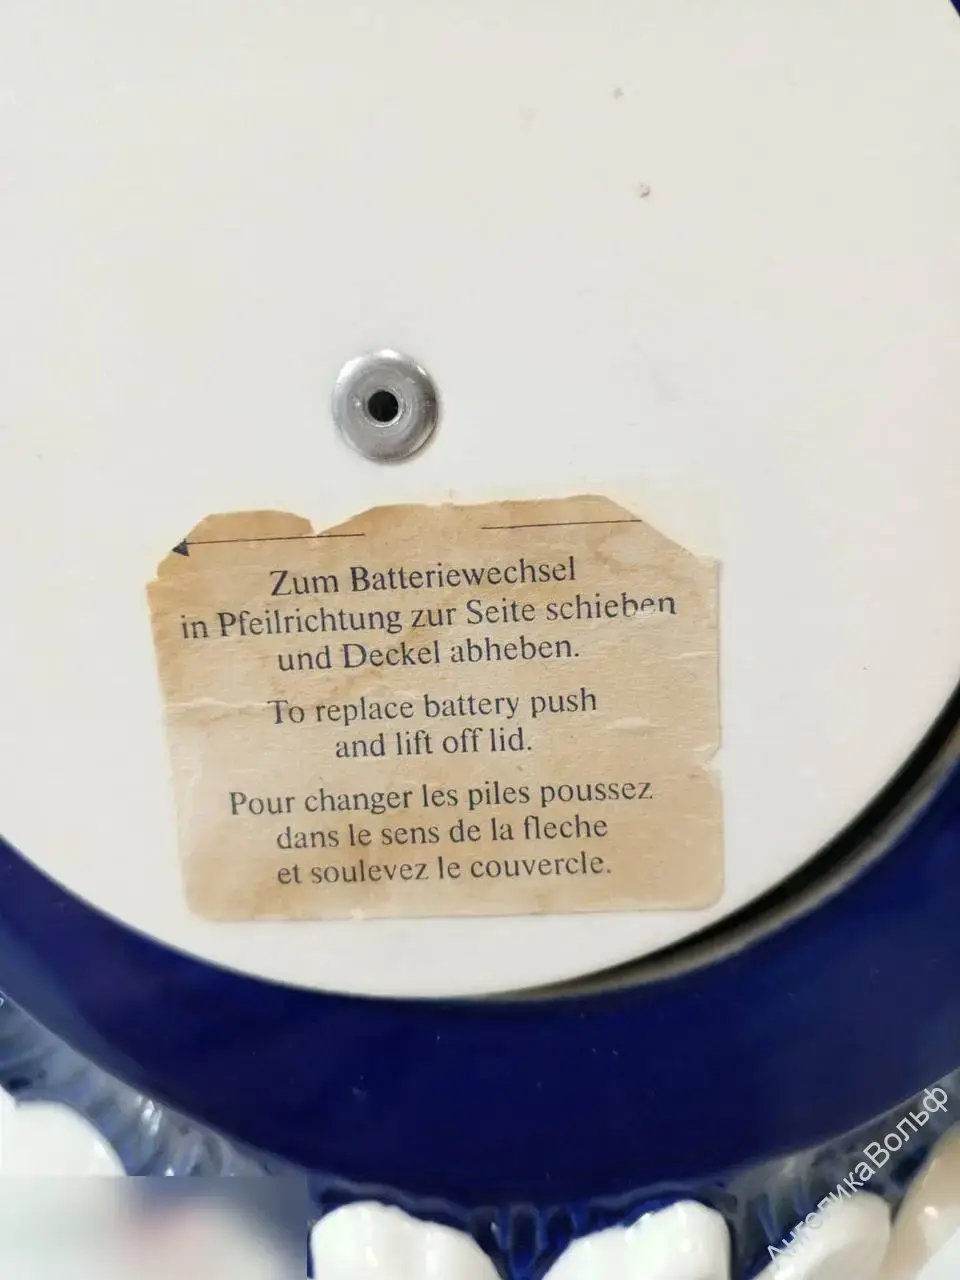 Zum Batteriewechsel
in Pfeilrichtung zur Seite schieben
und Deckel abheben.
To replace battery push
and lift off lid.
Pour changer les piles poussez
dans le sens de la fleche
et soulevez le couvercle.
АнгеликаВольф